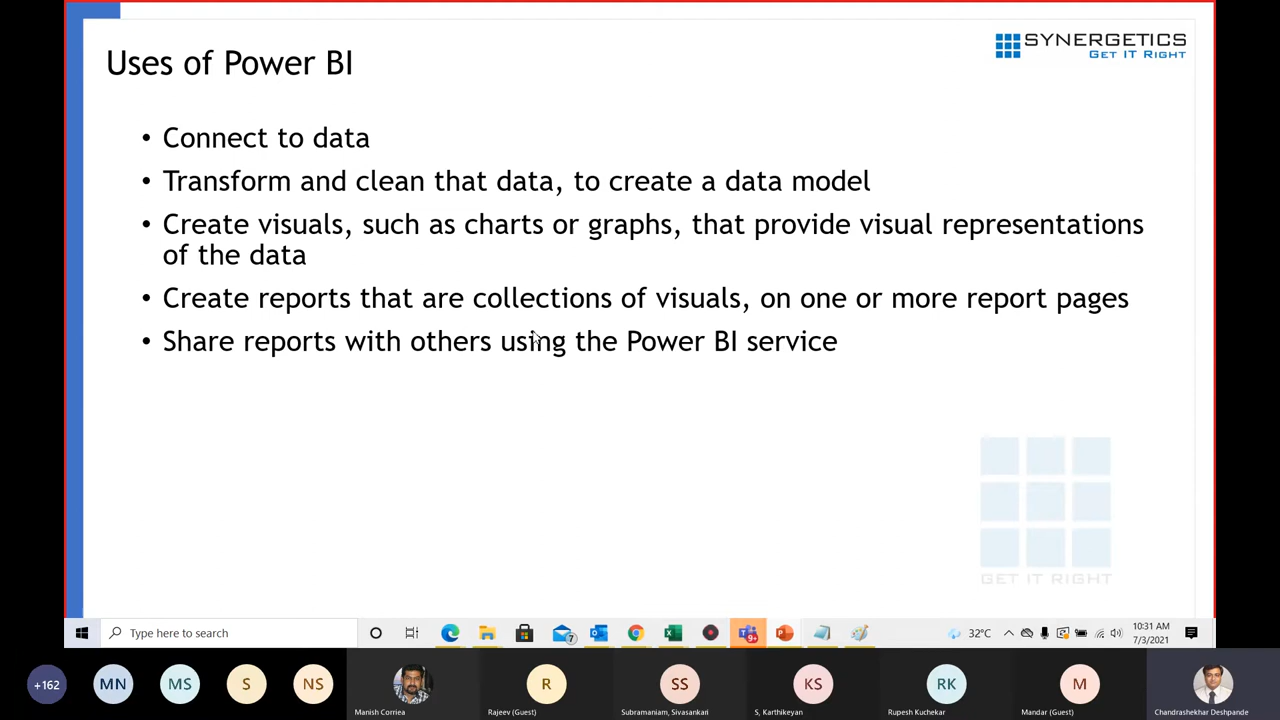 SYNERGETICS
GET IT RIGHT
Uses of Power BI
• Connect to data
• Transform and clean that data, to create a data model
• Create visuals, such as charts or graphs, that provide visual representations
of the data
• Create reports that are collections of visuals, on one or more report pages
• Share reports with others using the Power BI service
GET IT RIGHT
Type here to search
7
9+
32°C
10:31 AM
7/3/2021
+162
MN
MS
S
NS
R
SS
KS
RK
M
Manish Corriea
Rajeev (Guest)
Subramaniam, Sivasankari
S, Karthikeyan
Rupesh Kuchekar
Mandar (Guest)
Chandrashekhar Deshpande